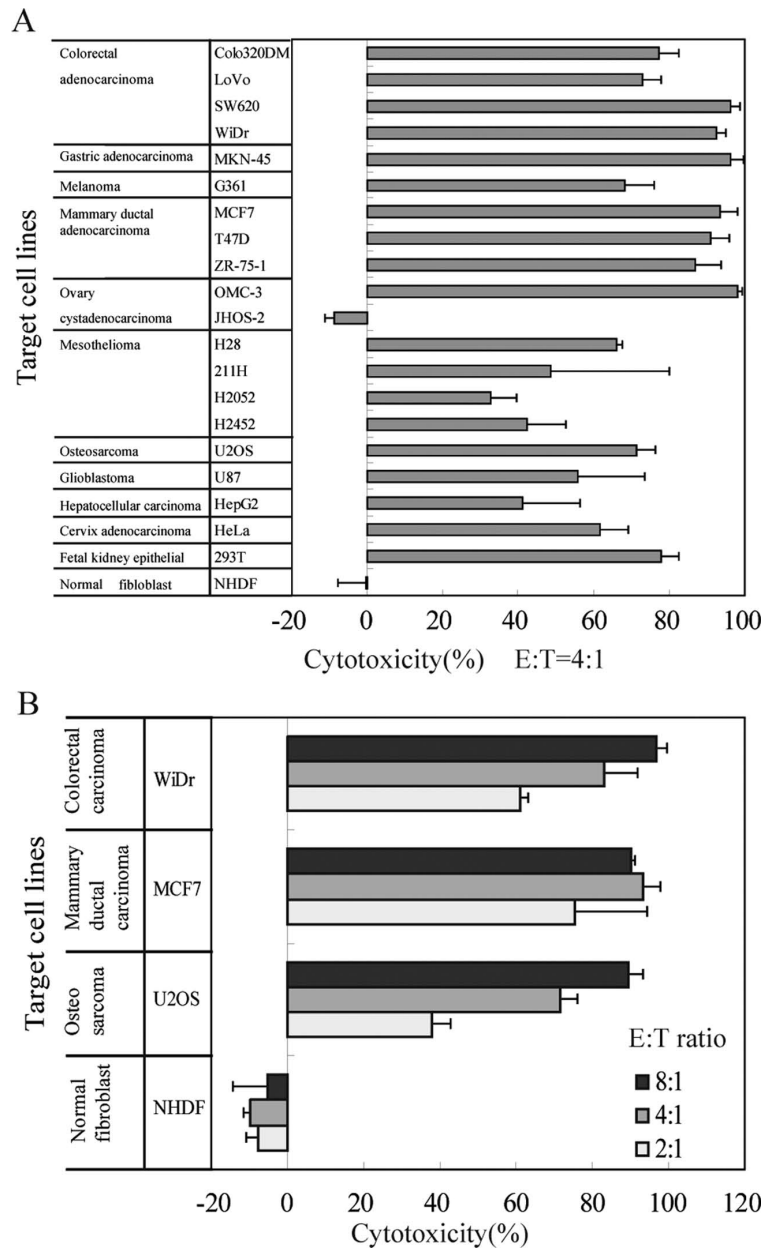 A
Target cell lines
Colorectal Colo320DM
adenocarcinoma LoVo
SW620
WiDr
Gastric adenocarcinoma MKN-45
Melanoma G361
Mammary ductal MCF7
adenocarcinoma
T47D
ZR-75-1
Ovary OMC-3
cystadenocarcinoma JHOS-2
Mesothelioma H28
211H
H2052
H2452
Osteosarcoma U2OS
Glioblastoma U87
Hepatocellular carcinoma HepG2
Cervix adenocarcinoma HeLa
Fetal kidney epithelial 293T
Normal fibloblast NHDF
-20 0 20 40 60 80 100
Cytotoxicity(%) E:T=4:1
B
Target cell lines
Colorectal
carcinoma
WiDr
Mammary
ductal
carcinoma
MCF7
Osteo
sarcoma
U2OS
Normal
fibroblast
NHDF
E:T ratio
8:1
4:1
2:1
-20 0 20 40 60 80 100 120
Cytotoxicity(%)